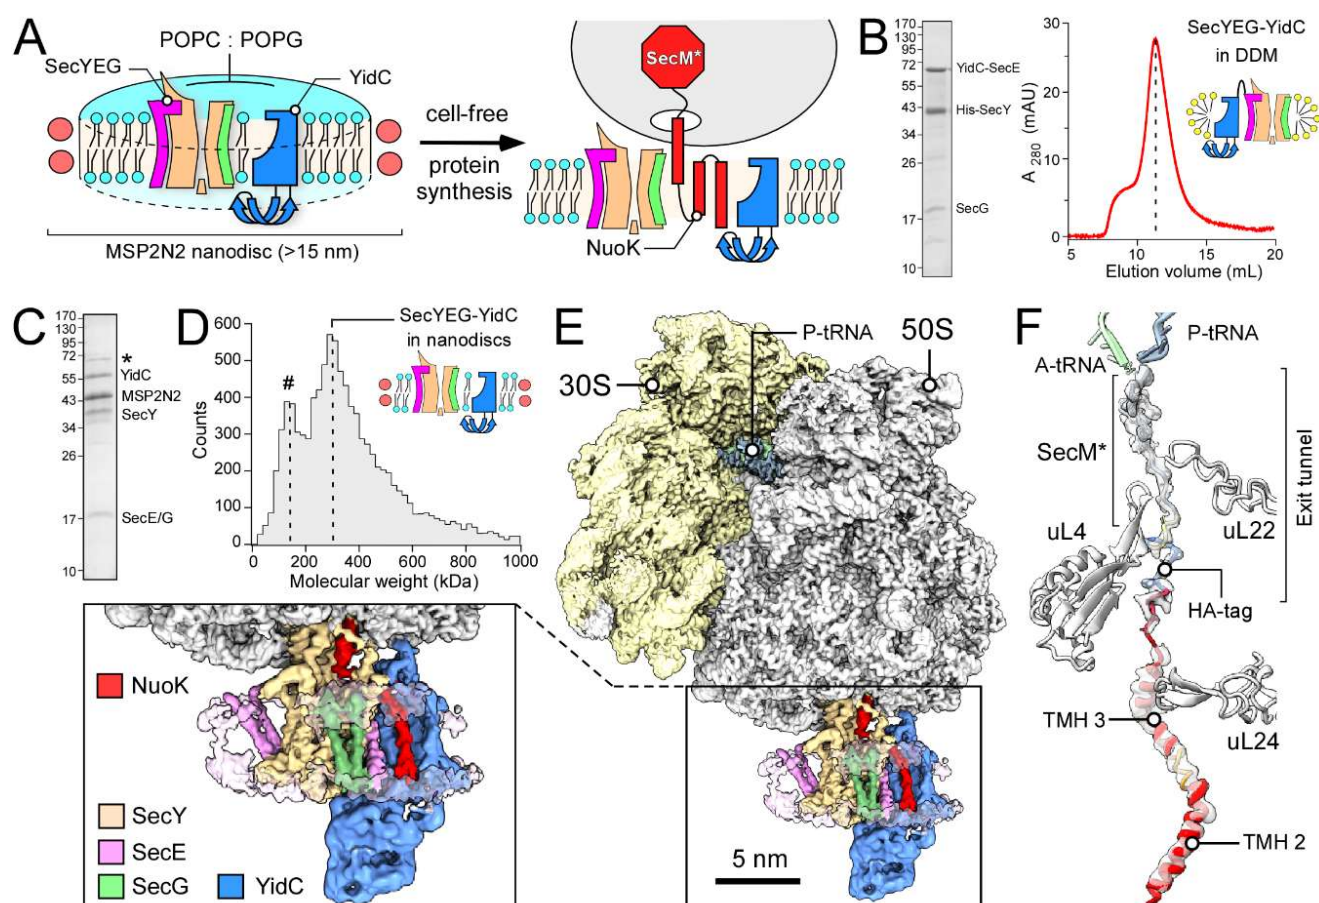 A
POPC : POPG
SecYEG
YidC
MSP2N2 nanodisc (>15 nm)
cell-free
protein
synthesis
SecM*
NuoK
B
170
130
95
72
55
43
34
26
17
10
YidC-SecE
His-SecY
SecG
A280 (mAU)
30
20
10
0
5
10
15
20
Elution volume (mL)
SecYEG-YidC
in DDM
C
170
130
95
72
55
43
34
26
17
10
*
YidC
MSP2N2
SecY
SecE/G
D
Counts
600
500
400
300
200
100
0
0
200
400
600
800
1000
Molecular weight (kDa)
#
SecYEG-YidC
in nanodiscs
E
30S
P-tRNA
50S
NuoK
SecY
SecE
SecG
YidC
5 nm
F
A-tRNA
P-tRNA
SecM*
uL4
uL22
Exit tunnel
HA-tag
TMH 3
uL24
TMH 2